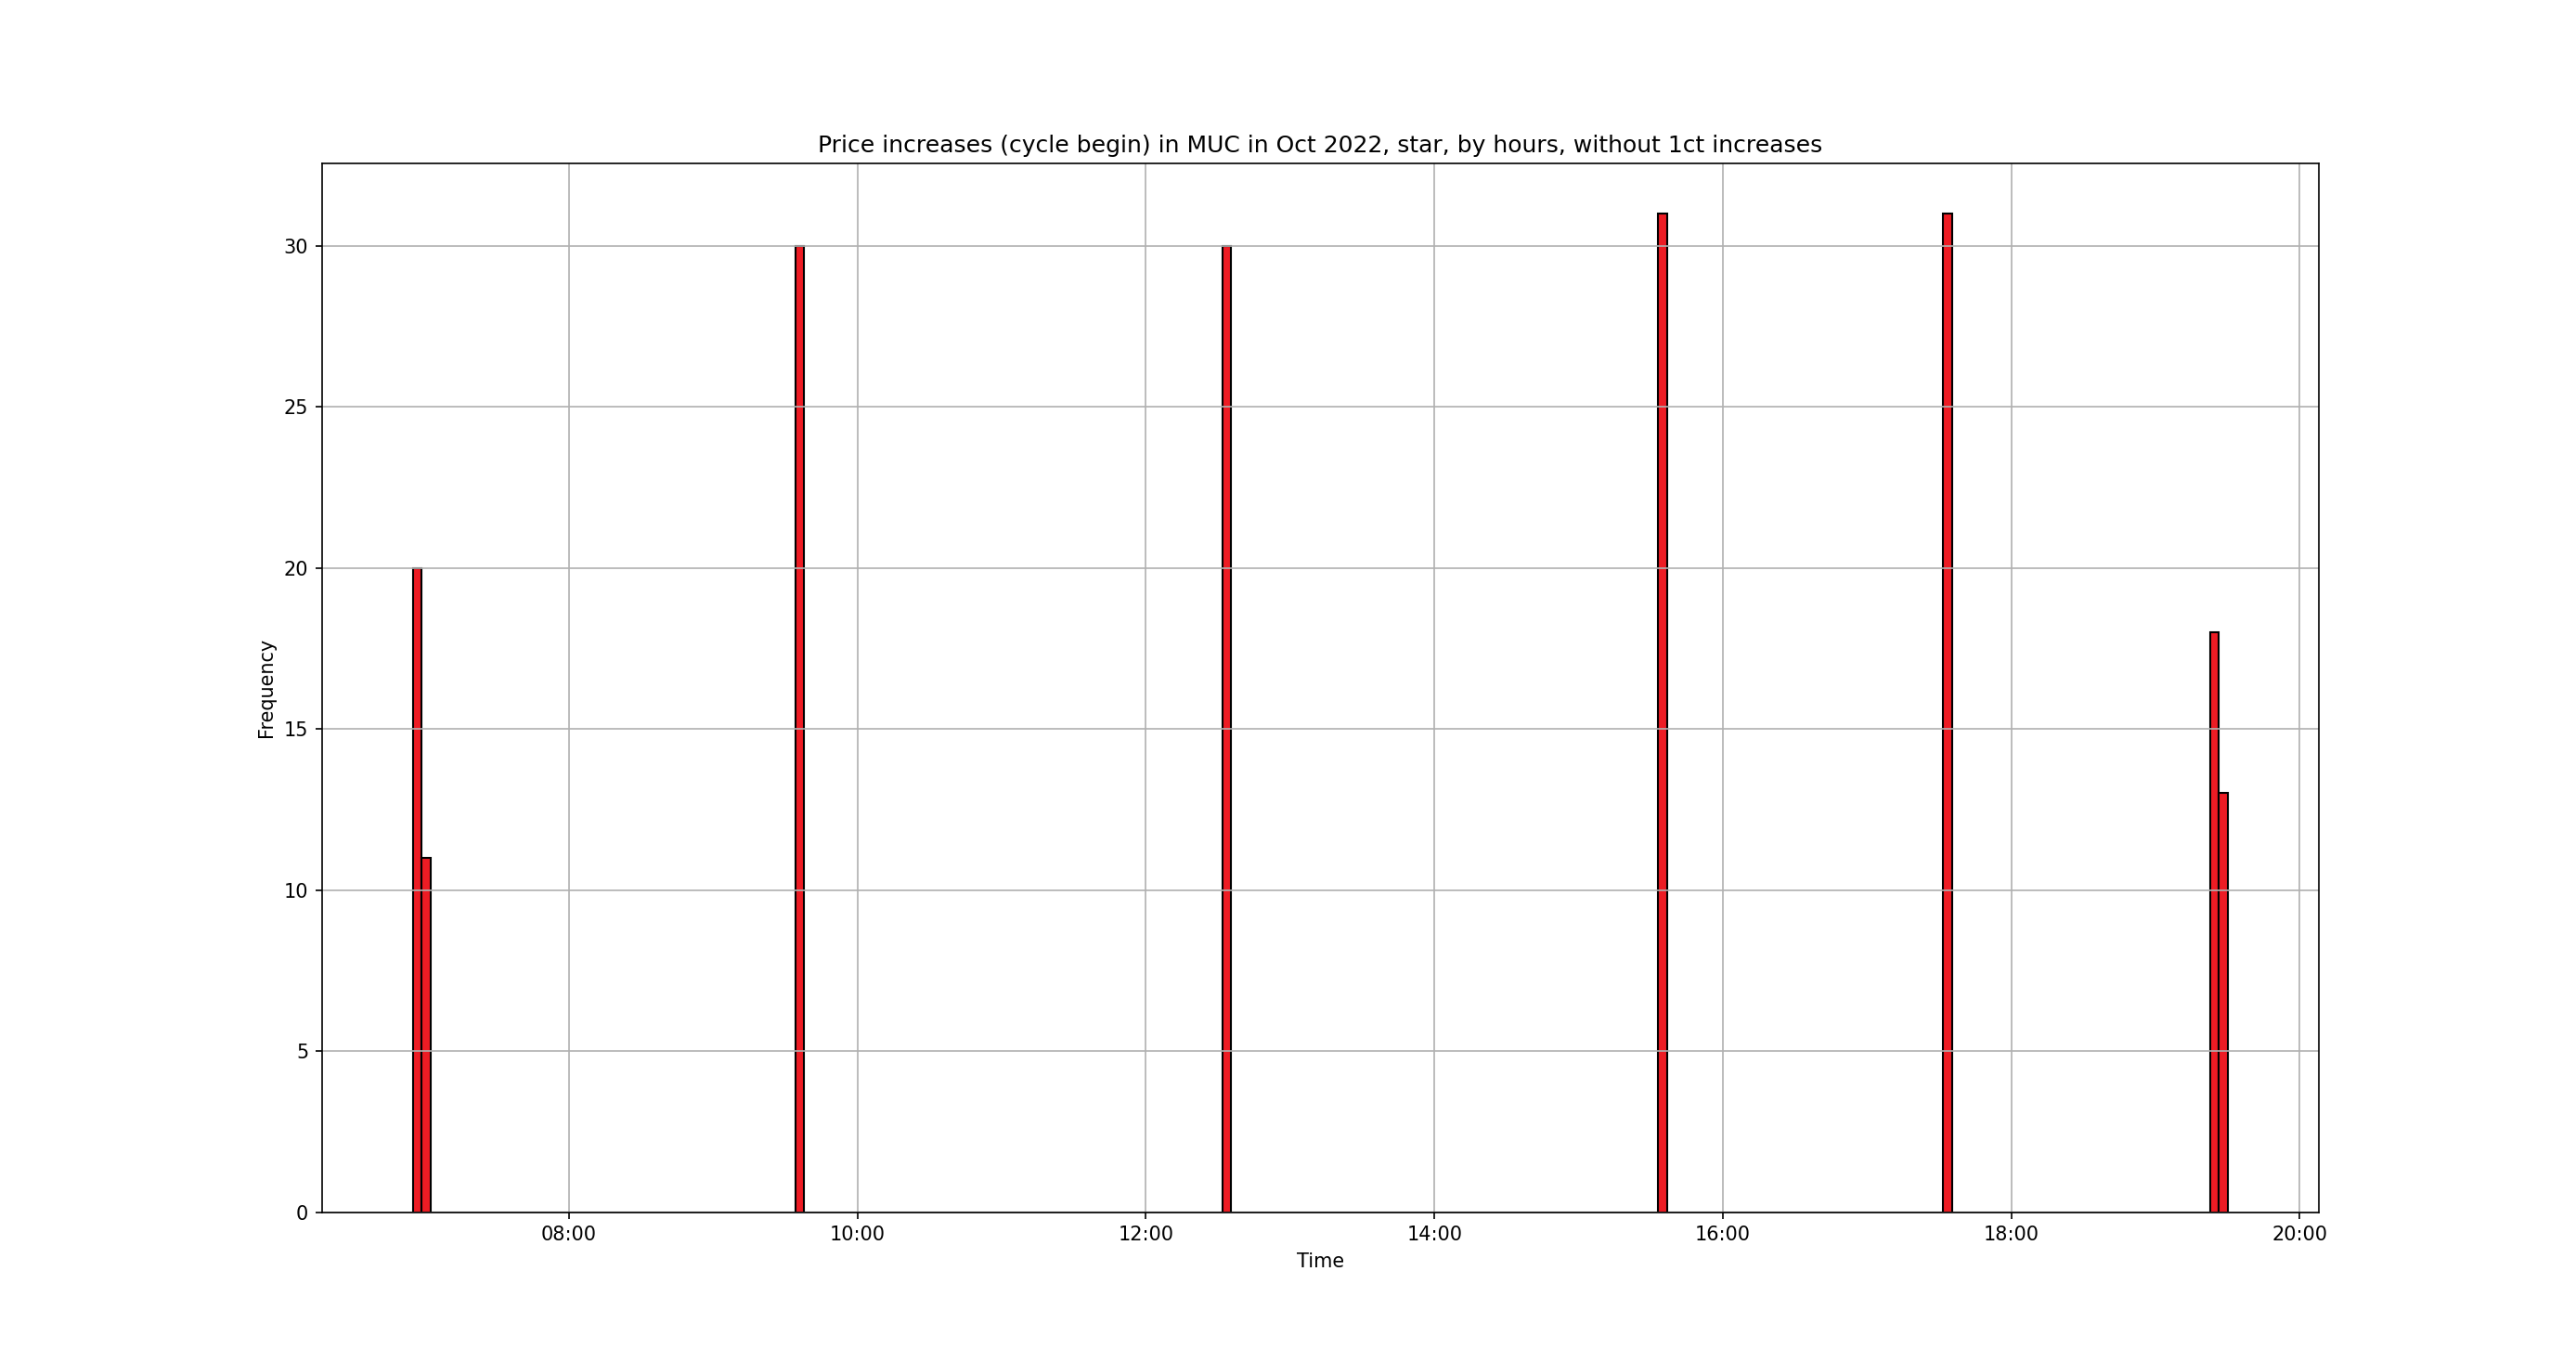 Price increases (cycle begin) in MUC in Oct 2022, star, by hours, without 1ct increases
Frequency
30
25
20
15
10
5
0
08:00 10:00 12:00 14:00 16:00 18:00 20:00
Time